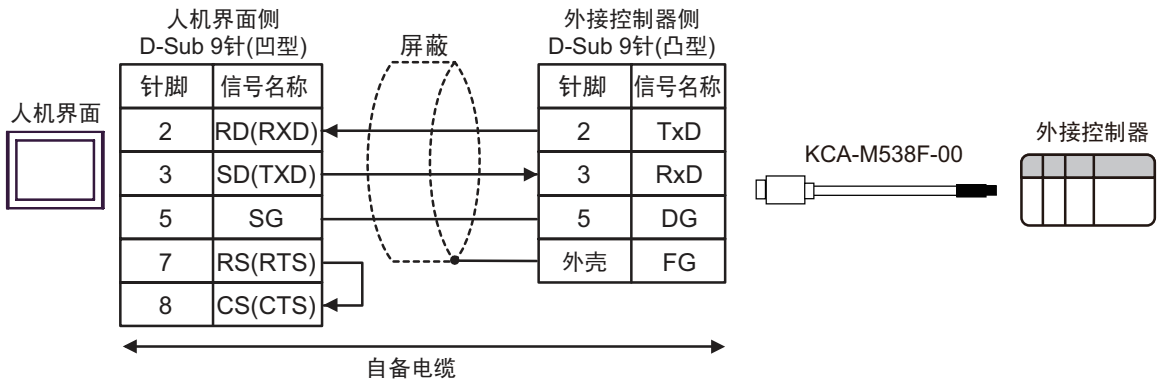 人机界面侧
D-Sub 9针(凹型)
屏蔽
外接控制器侧
D-Sub 9针(凸型)
针脚 信号名称
针脚 信号名称
人机界面
2 RD(RXD)
2 TxD
3 SD(TXD)
3 RxD
5 SG
5 DG
7 RS(RTS)
外壳 FG
8 CS(CTS)
KCA-M538F-00
外接控制器
自备电缆